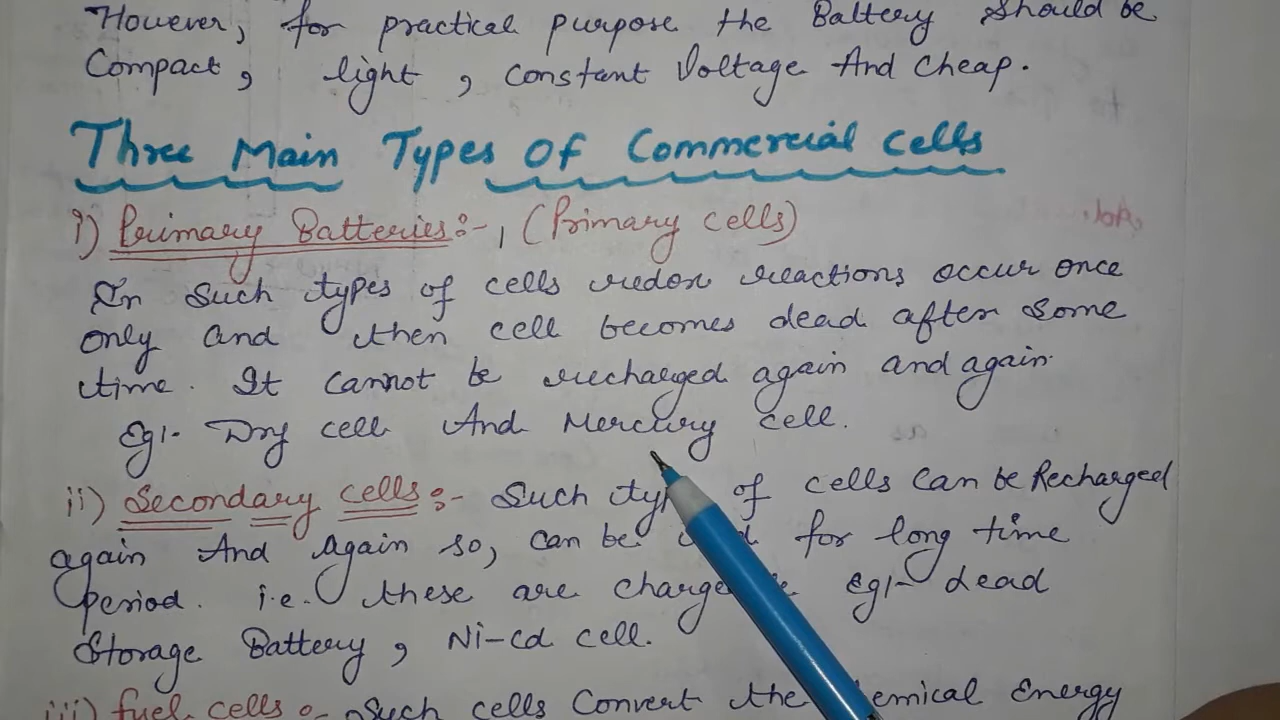 However, for practical purpose the Battery should be
Compact, light, constant Voltage And cheap.
Three Main Types Of Commercial Cells
i) Primary Batteries:-, (Primary cells)
In Such types of cells redox reactions occur once
only and then cell becomes dead after some
time. It cannot be recharged again and again.
Eg:- Dry cell And Mercury cell.
ii) Secondary cells:- Such of cells can be Recharged
again And Again so, can be for long time
period. i.e. these are Eg:- dead
Storage Battery, Ni-Cd cell.
iii) fuel cells:- Such cells Convert the Energy